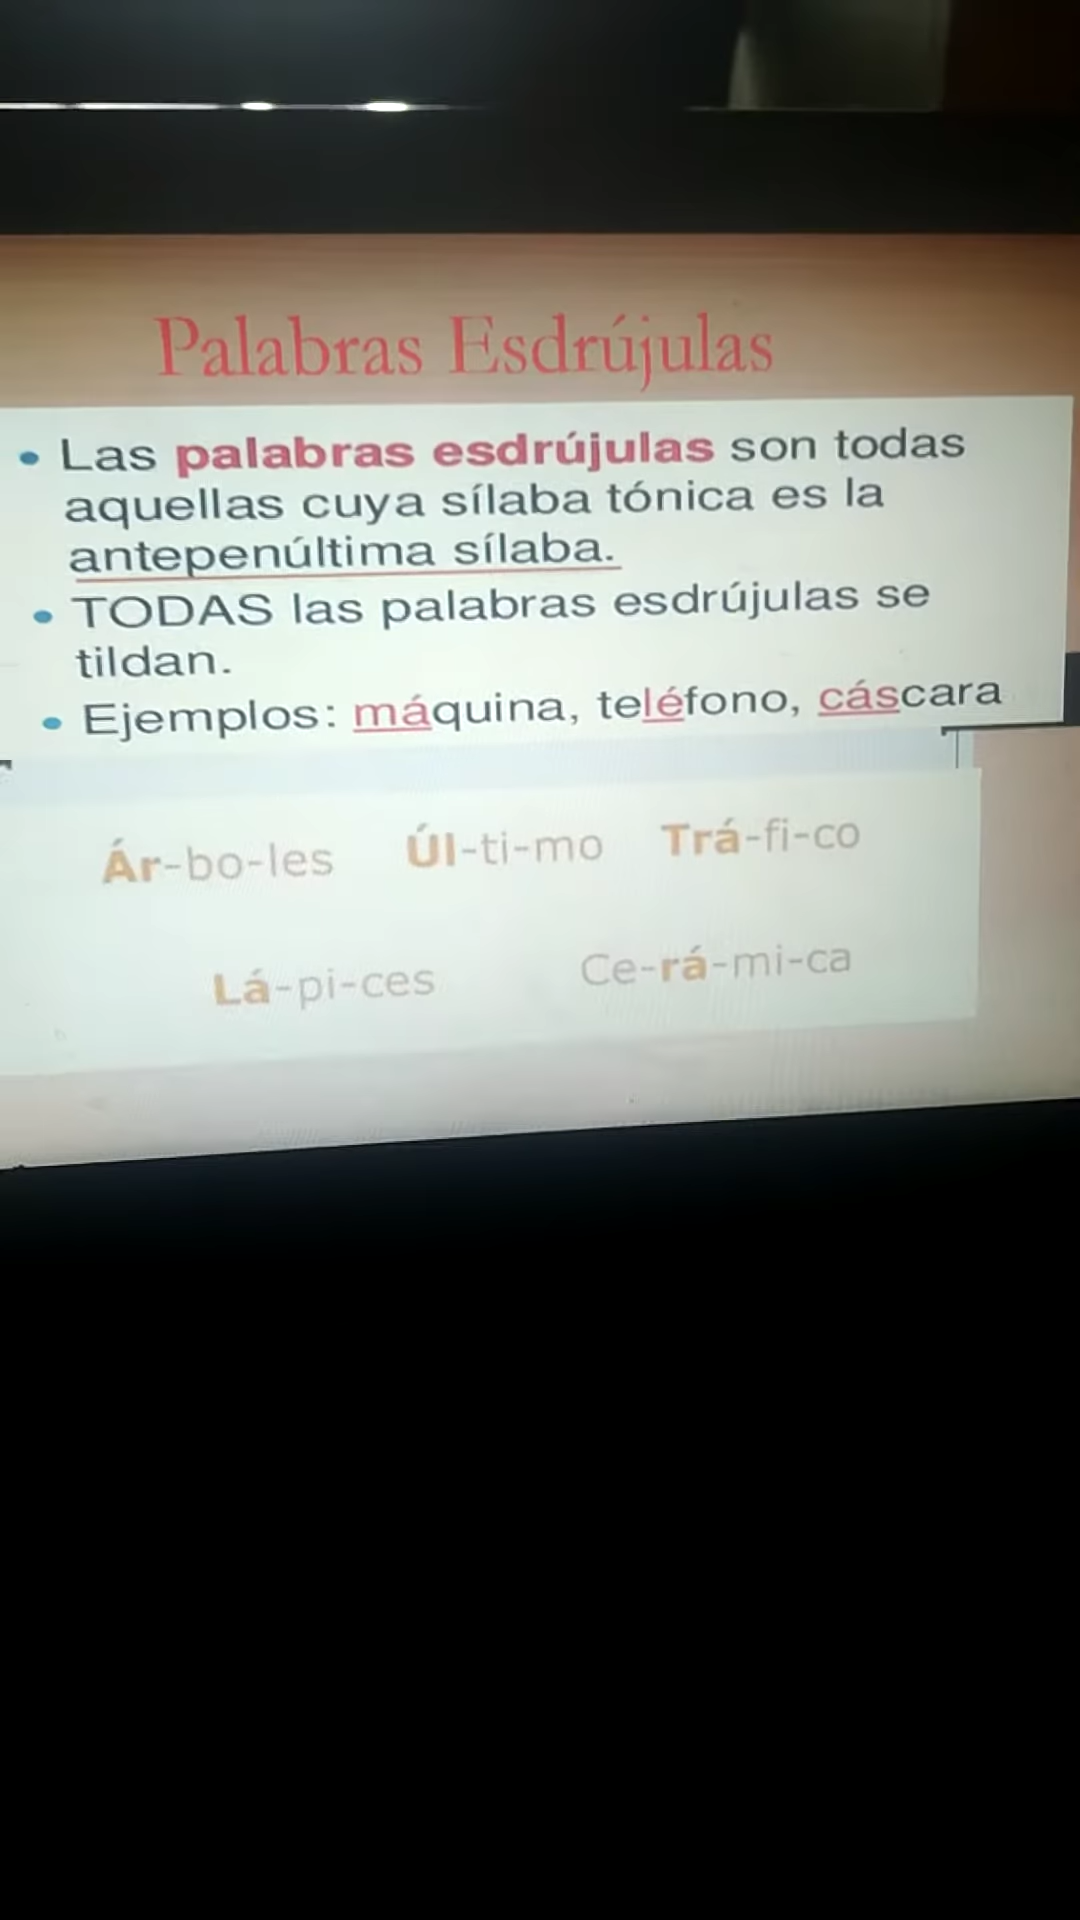 Palabras Esdrújulas
• Las palabras esdrújulas son todas
aquellas cuya sílaba tónica es la
antepenúltima sílaba.
• TODAS las palabras esdrújulas se
tildan.
• Ejemplos: máquina, teléfono, cáscara
Ár-bo-les Úl-ti-mo Trá-fi-co
Lá-pi-ces Ce-rá-mi-ca